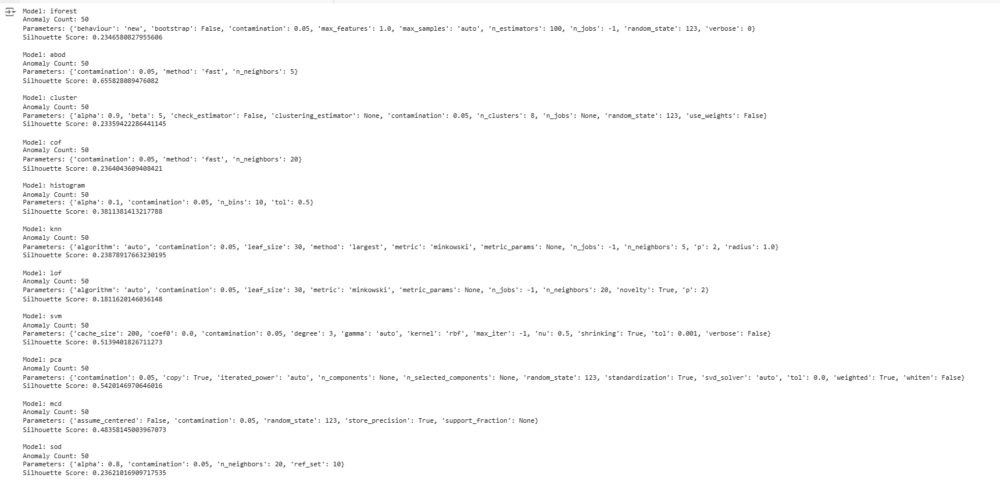 Model: iforest
Anomaly Count: 50
Parameters: {'behaviour': 'new', 'bootstrap': False, 'contamination': 0.05, 'max_features': 1.0, 'max_samples': 'auto', 'n_estimators': 100, 'n_jobs': -1, 'random_state': 123, 'verbose': 0}
Silhouette Score: 0.2346580827955606
Model: abod
Anomaly Count: 50
Parameters: {'contamination': 0.05, 'method': 'fast', 'n_neighbors': 5}
Silhouette Score: 0.655828089476082
Model: cluster
Anomaly Count: 50
Parameters: {'alpha': 0.9, 'beta': 5, 'check_estimator': False, 'clustering_estimator': None, 'contamination': 0.05, 'n_clusters': 8, 'n_jobs': None, 'random_state': 123, 'use_weights': False}
Silhouette Score: 0.23359422286441145
Model: cof
Anomaly Count: 50
Parameters: {'contamination': 0.05, 'method': 'fast', 'n_neighbors': 20}
Silhouette Score: 0.2364043609408421
Model: histogram
Anomaly Count: 50
Parameters: {'alpha': 0.1, 'contamination': 0.05, 'n_bins': 10, 'tol': 0.5}
Silhouette Score: 0.3811381413217788
Model: knn
Anomaly Count: 50
Parameters: {'algorithm': 'auto', 'contamination': 0.05, 'leaf_size': 30, 'method': 'largest', 'metric': 'minkowski', 'metric_params': None, 'n_jobs': -1, 'n_neighbors': 5, 'p': 2, 'radius': 1.0}
Silhouette Score: 0.23878917663230195
Model: lof
Anomaly Count: 50
Parameters: {'algorithm': 'auto', 'contamination': 0.05, 'leaf_size': 30, 'metric': 'minkowski', 'metric_params': None, 'n_jobs': -1, 'n_neighbors': 20, 'novelty': True, 'p': 2}
Silhouette Score: 0.1811620146036148
Model: svm
Anomaly Count: 50
Parameters: {'cache_size': 200, 'coef0': 0.0, 'contamination': 0.05, 'degree': 3, 'gamma': 'auto', 'kernel': 'rbf', 'max_iter': -1, 'nu': 0.5, 'shrinking': True, 'tol': 0.001, 'verbose': False}
Silhouette Score: 0.5139401826711273
Model: pca
Anomaly Count: 50
Parameters: {'contamination': 0.05, 'copy': True, 'iterated_power': 'auto', 'n_components': None, 'n_selected_components': None, 'random_state': 123, 'standardization': True, 'svd_solver': 'auto', 'tol': 0.0, 'weighted': True, 'whiten': False}
Silhouette Score: 0.5420146970646016
Model: mcd
Anomaly Count: 50
Parameters: {'assume_centered': False, 'contamination': 0.05, 'random_state': 123, 'store_precision': True, 'support_fraction': None}
Silhouette Score: 0.48358145003967073
Model: sod
Anomaly Count: 50
Parameters: {'alpha': 0.8, 'contamination': 0.05, 'n_neighbors': 20, 'ref_set': 10}
Silhouette Score: 0.23621016909717535